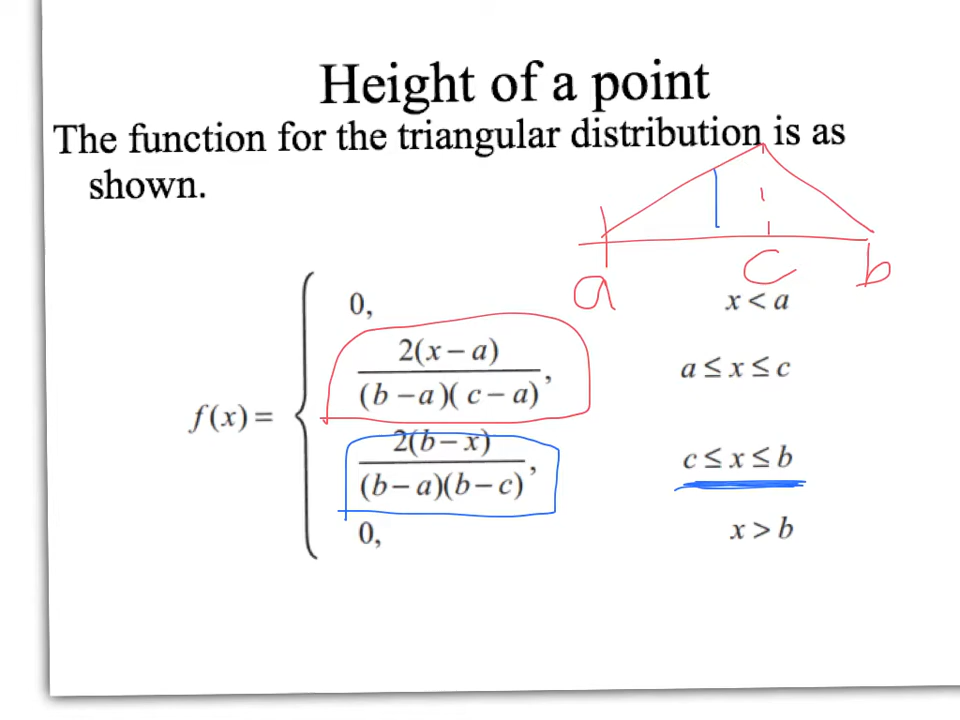 Height of a point
The function for the triangular distribution is as
shown.
a c b
0, x < a
2(x − a)
(b − a)( c − a), a ≤ x ≤ c
f(x) =
2(b − x)
(b − a)(b − c), c ≤ x ≤ b
0, x > b